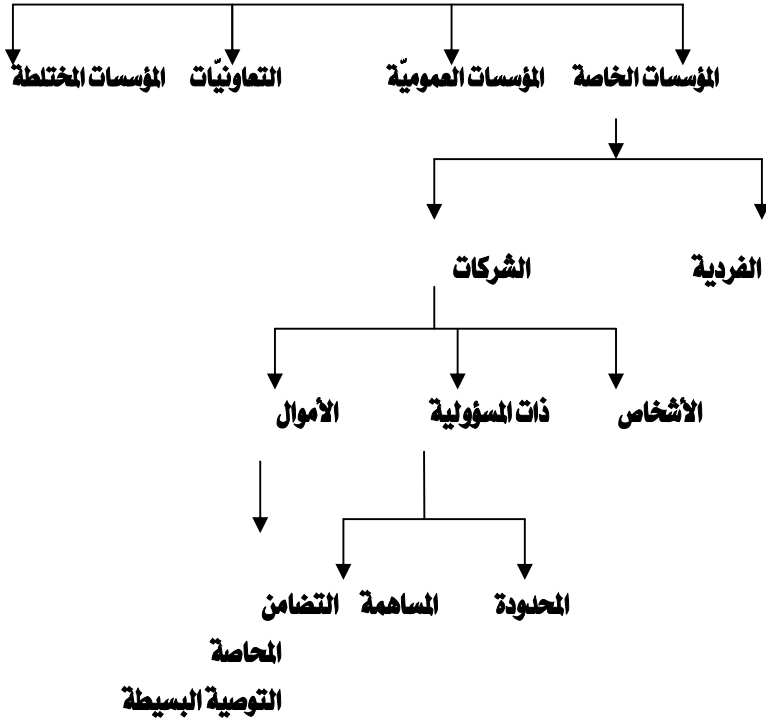 المؤسسات الخاصة المؤسسات العموميّة التعاونيّات المؤسسات المختلطة
الفردية الشركات
الأشخاص ذات المسؤولية الأموال
المحدودة المساهمة التضامن
المحاصة
التوصية البسيطة